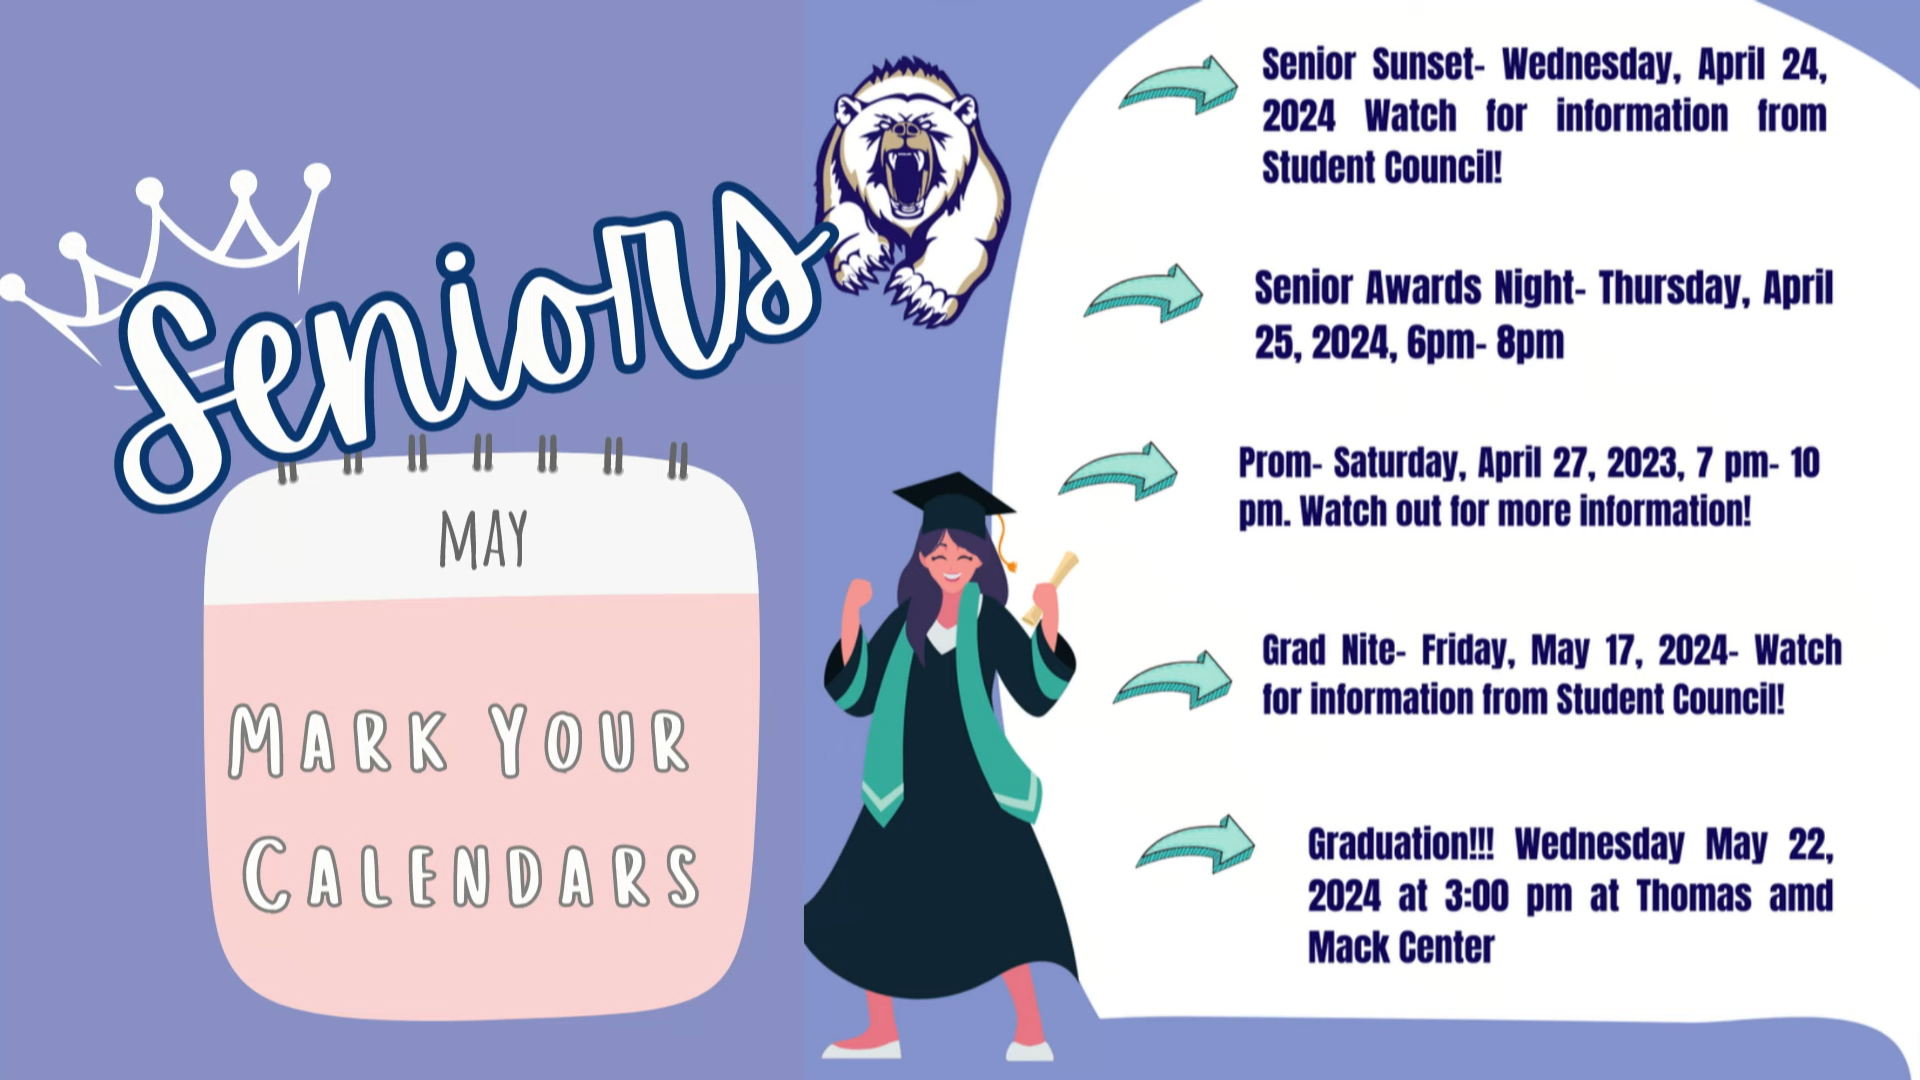 Seniors
MAY
MARK YOUR
CALENDARS
Senior Sunset- Wednesday, April 24,
2024 Watch for information from
Student Council!
Senior Awards Night- Thursday, April
25, 2024, 6pm- 8pm
Prom- Saturday, April 27, 2023, 7 pm- 10
pm. Watch out for more information!
Grad Nite- Friday, May 17, 2024- Watch
for information from Student Council!
Graduation!!! Wednesday May 22,
2024 at 3:00 pm at Thomas amd
Mack Center